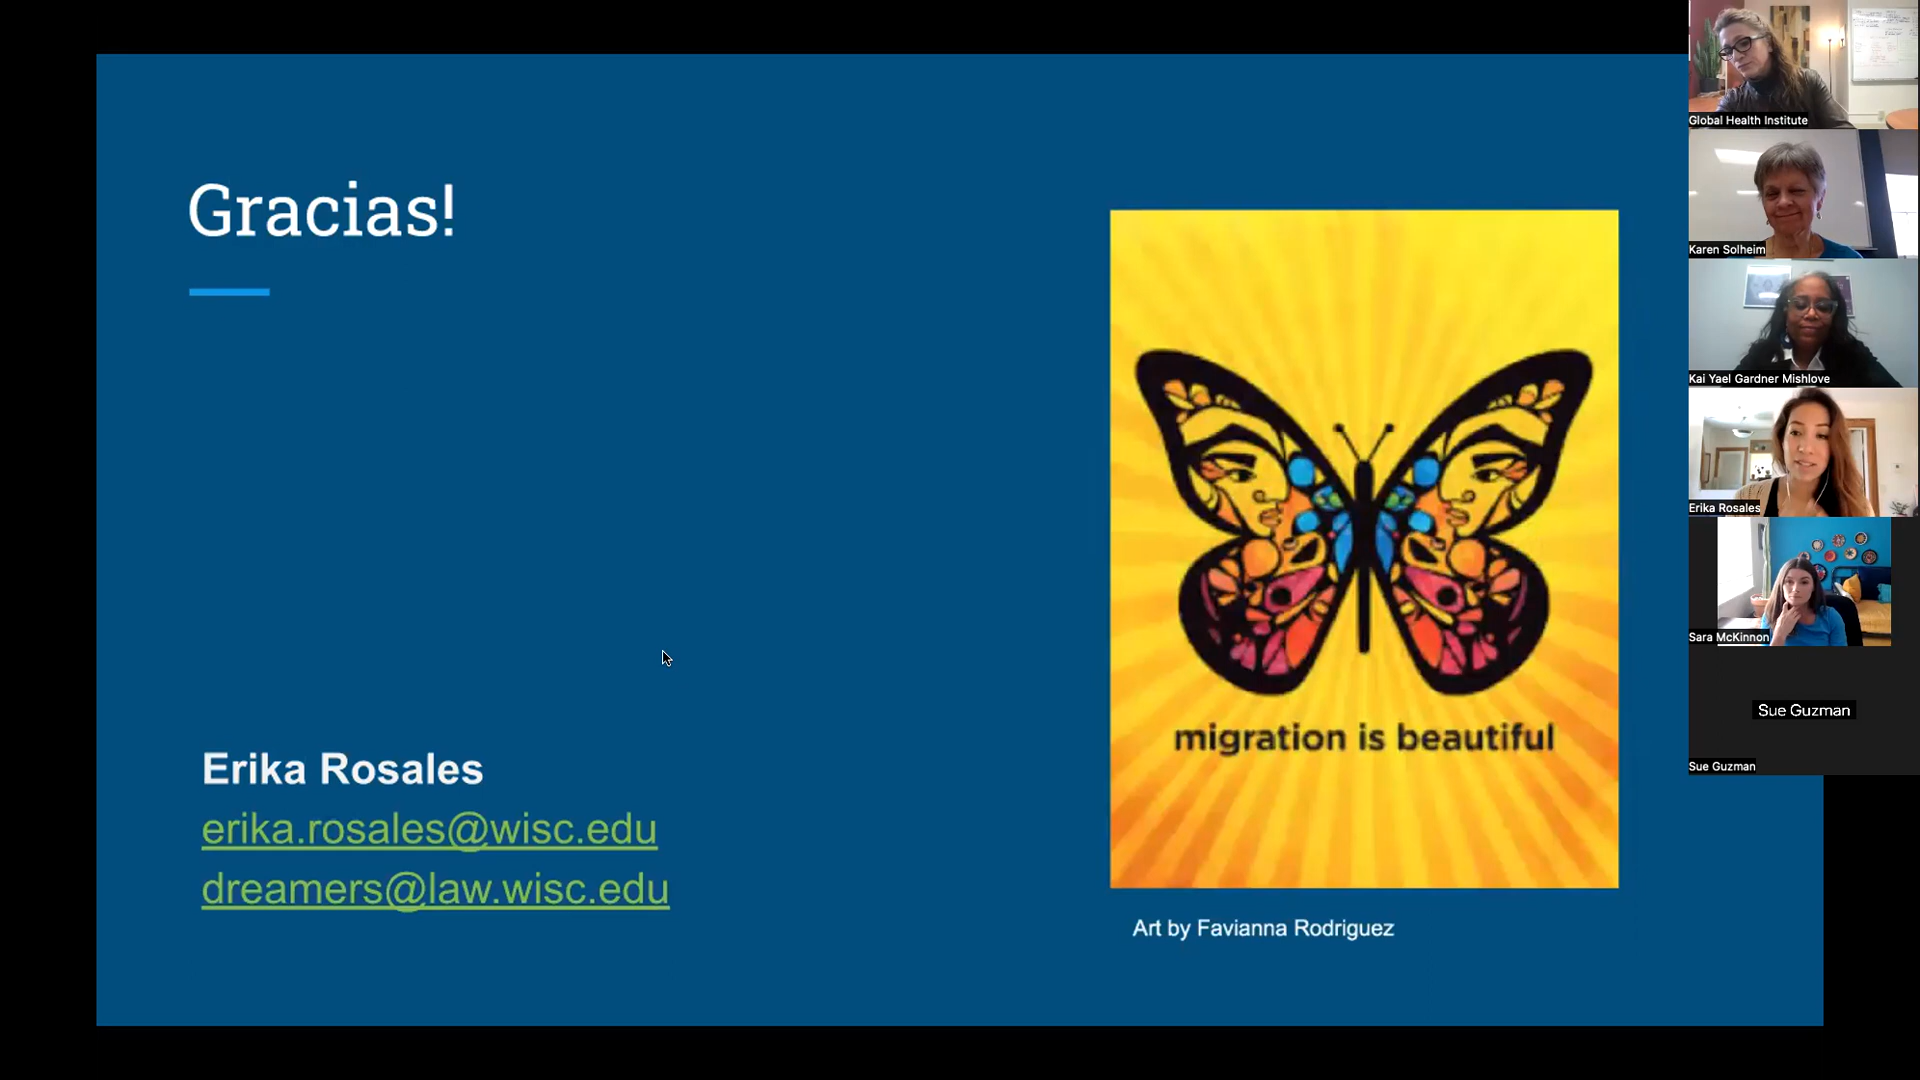 Gracias!
Erika Rosales
erika.rosales@wisc.edu
dreamers@law.wisc.edu
migration is beautiful
Art by Favianna Rodriguez
Global Health Institute
Karen Solheim
Kai Yael Gardner Mishlove
Erika Rosales
Sara McKinnon
Sue Guzman
Sue Guzman